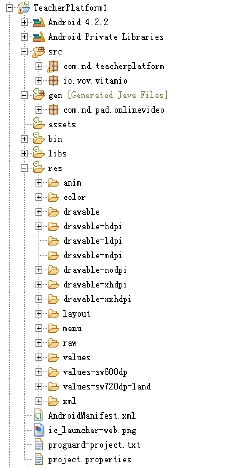 TeacherPlatform1
Android 4.2.2
Android Private Libraries
src
com.nd.teacherplatform
io.vov.vitamio
gen [Generated Java Files]
com.nd.pad.onlinevideo
assets
bin
libs
res
anim
color
drawable
drawable-hdpi
drawable-ldpi
drawable-mdpi
drawable-nodpi
drawable-xhdpi
drawable-xxhdpi
layout
menu
raw
values
values-sw600dp
values-sw720dp-land
xml
AndroidManifest.xml
ic_launcher-web.png
proguard-project.txt
project.properties